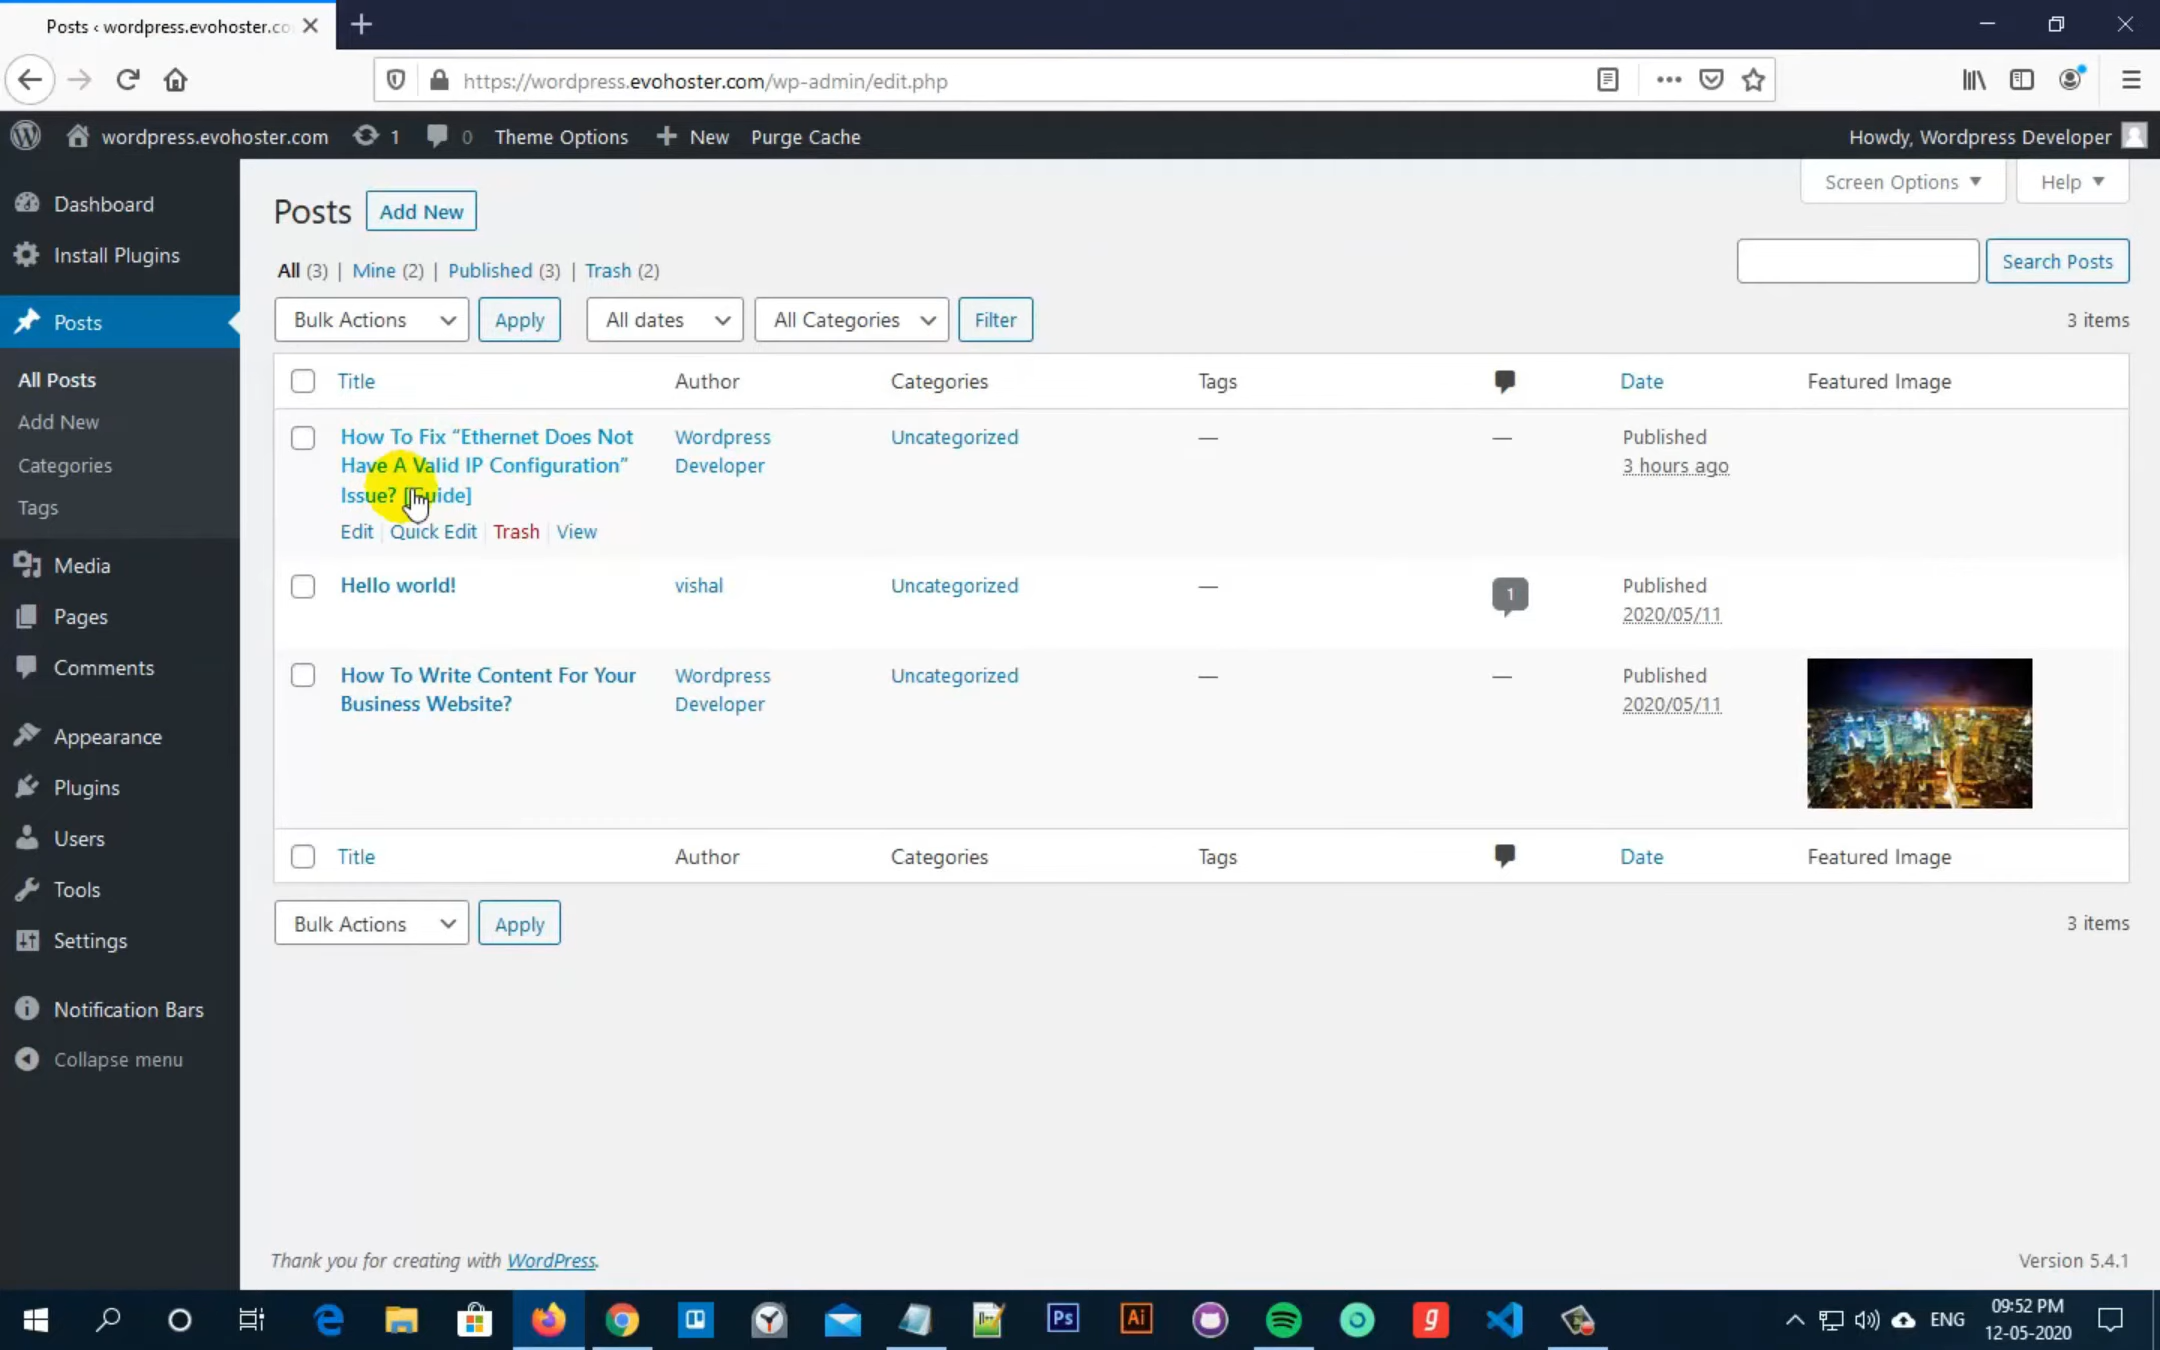 Posts ‹ wordpress.evohoster.co
https://wordpress.evohoster.com/wp-admin/edit.php
wordpress.evohoster.com 1 0 Theme Options + New Purge Cache Howdy, Wordpress Developer
Screen Options Help
Dashboard
Install Plugins
Posts
All Posts
Add New
Categories
Tags
Media
Pages
Comments
Appearance
Plugins
Users
Tools
Settings
Notification Bars
Collapse menu
Posts Add New
All (3) | Mine (2) | Published (3) | Trash (2)
Search Posts
Bulk Actions Apply All dates All Categories Filter 3 items
Title Author Categories Tags Date Featured Image
How To Fix “Ethernet Does Not
Have A Valid IP Configuration”
Issue? [Guide]
Edit | Quick Edit | Trash | View
Wordpress
Developer
Uncategorized
—
—
Published
3 hours ago
Hello world!
vishal
Uncategorized
—
1
Published
2020/05/11
How To Write Content For Your
Business Website?
Wordpress
Developer
Uncategorized
—
—
Published
2020/05/11
Title Author Categories Tags Date Featured Image
Bulk Actions Apply 3 items
Thank you for creating with WordPress. Version 5.4.1
Ps
Ai
g
ENG
09:52 PM
12-05-2020